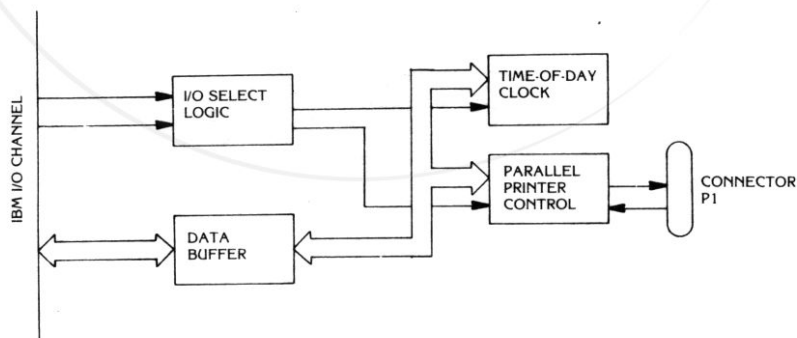 IBM I/O CHANNEL
I/O SELECT
LOGIC
TIME-OF-DAY
CLOCK
PARALLEL
PRINTER
CONTROL
CONNECTOR
P1
DATA
BUFFER